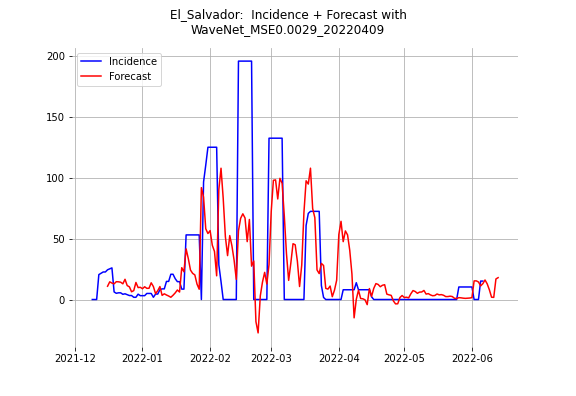 El_Salvador:  Incidence + Forecast with
WaveNet_MSE0.0029_20220409
Incidence
Forecast
200
150
100
50
0
2021-12 2022-01 2022-02 2022-03 2022-04 2022-05 2022-06